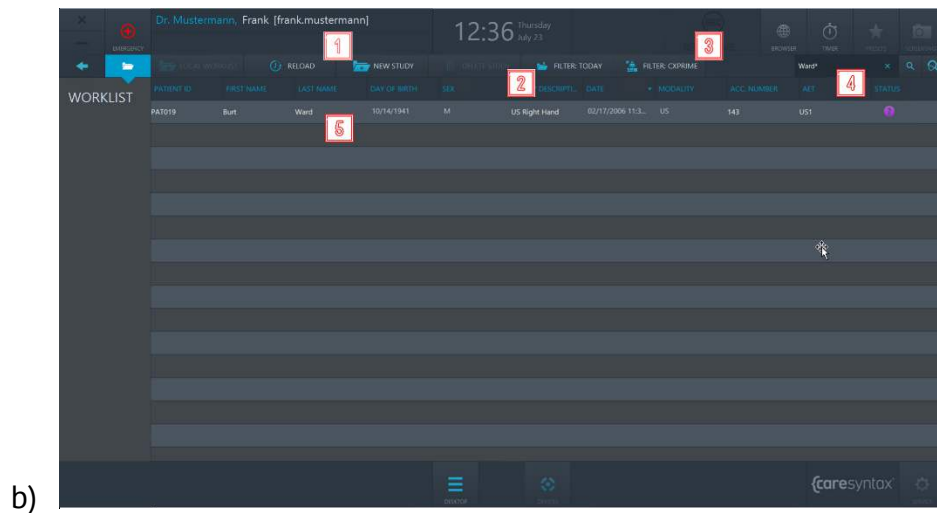 Dr. Mustermann, Frank [frank.mustermann]
12:36 Thursday
July 23
EMERGENCY
BROWSER TIMER
1 3
LOCAL WORKLIST RELOAD NEW STUDY FILTER: TODAY FILTER: CXPRIME Ward* ×
2 4
WORKLIST
PATIENT ID FIRST NAME LAST NAME DAY OF BIRTH SEX DESCRIPTI... DATE MODALITY ACC. NUMBER AET STATUS
PAT019 Burt Ward 10/14/1941 M US Right Hand 02/17/2006 11:3... US 143 US1 ?
5
{caresyntax
DESKTOP
b)